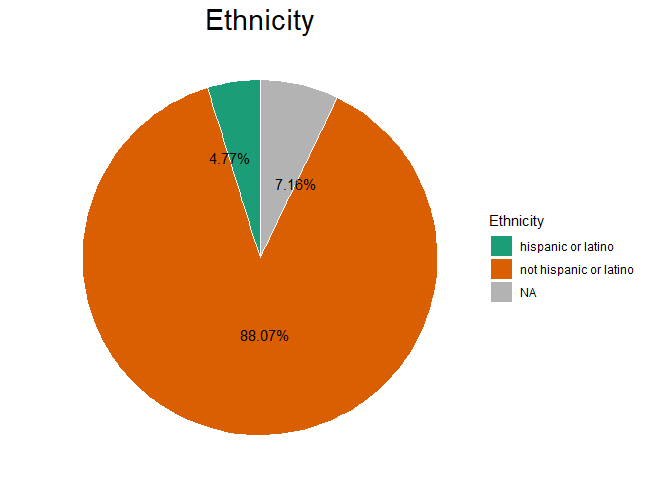 Ethnicity
4.77%
7.16%
88.07%
Ethnicity
hispanic or latino
not hispanic or latino
NA